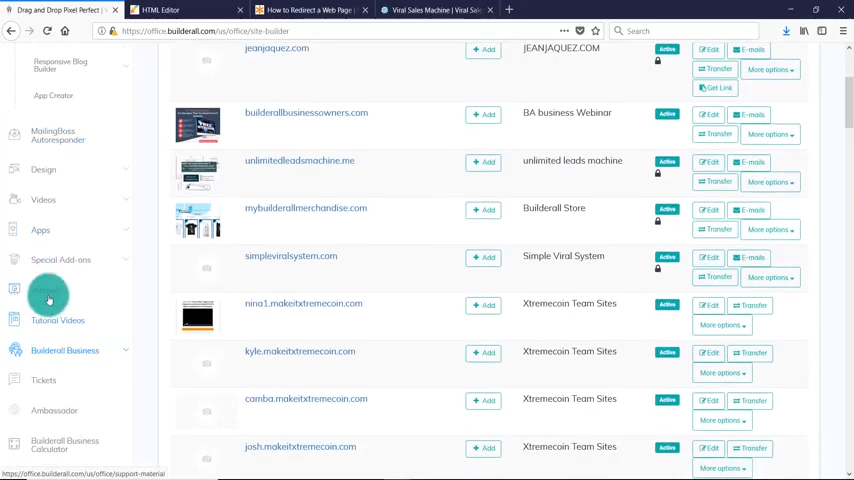 Drag and Drop Pixel Perfect |
HTML Editor
How to Redirect a Web Page |
Viral Sales Machine | Viral Sale
https://office.builderall.com/us/office/site-builder
Search
Responsive Blog
Builder
App Creator
MailingBoss
Autoresponder
Design
Videos
Apps
Special Add-ons
Tutorial Videos
Builderall Business
Tickets
Ambassador
Builderall Business
Calculator
jeanjaquez.com
+ Add
JEANJAQUEZ.COM
Active
Edit
E-mails
Transfer
More options
Get Link
builderallbusinessowners.com
+ Add
BA business Webinar
Active
Edit
E-mails
Transfer
More options
unlimitedleadsmachine.me
+ Add
unlimited leads machine
Active
Edit
E-mails
Transfer
More options
mybuilderallmerchandise.com
+ Add
Builderall Store
Active
Edit
E-mails
Transfer
More options
simpleviralsystem.com
+ Add
Simple Viral System
Active
Edit
E-mails
Transfer
More options
nina1.makeitxtremecoin.com
+ Add
Xtremecoin Team Sites
Active
Edit
Transfer
More options
kyle.makeitxtremecoin.com
+ Add
Xtremecoin Team Sites
Active
Edit
Transfer
More options
camba.makeitxtremecoin.com
+ Add
Xtremecoin Team Sites
Active
Edit
Transfer
More options
josh.makeitxtremecoin.com
+ Add
Xtremecoin Team Sites
Active
Edit
Transfer
More options
https://office.builderall.com/us/office/support-material